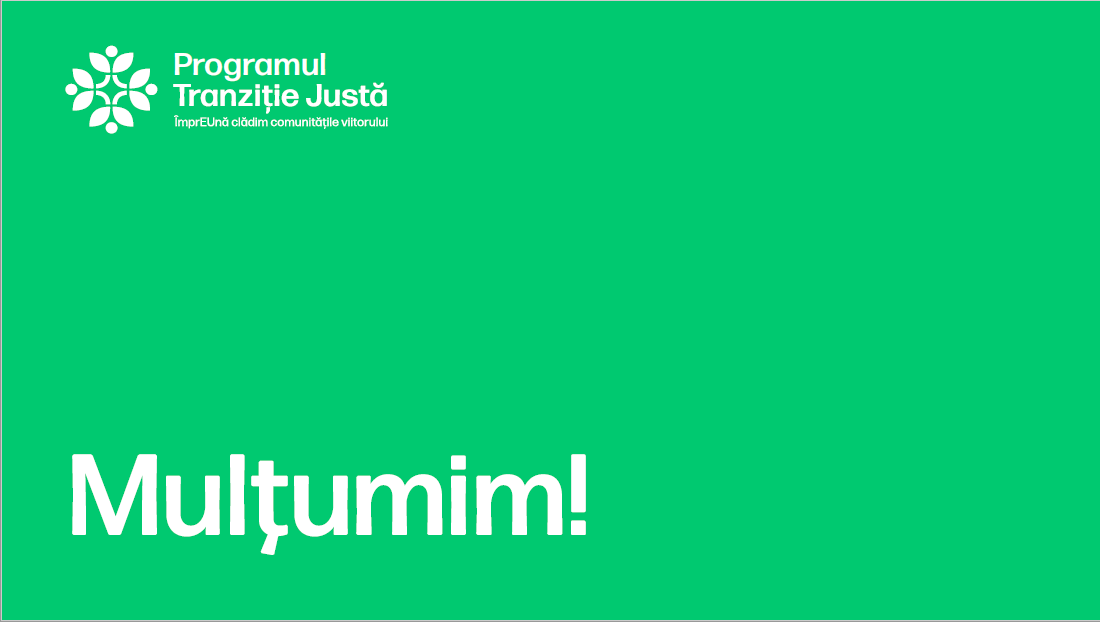 Programul
Tranziție Justă
ÎmprEUnă clădim comunitățile viitorului
Mulțumim!